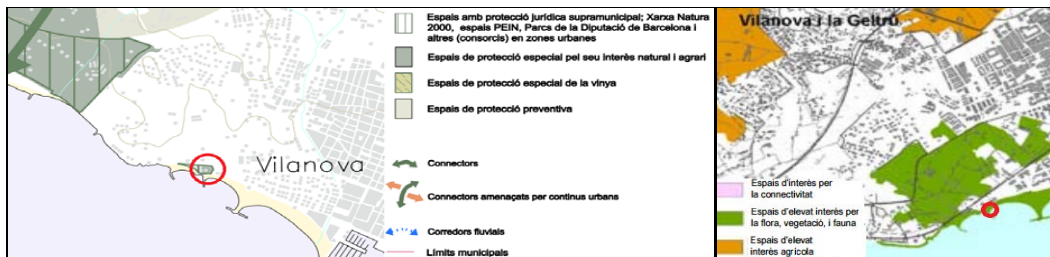 Vilanova
Espais amb protecció jurídica supramunicipal; Xarxa Natura
2000, espais PEIN, Parcs de la Diputació de Barcelona i
altres (consorcis) en zones urbanes
Espais de protecció especial pel seu interès natural i agrari
Espais de protecció especial de la vinya
Espais de protecció preventiva
Connectors
Connectors amenaçats per continus urbans
Corredors fluvials
Límits municipals
Vilanova i la Geltrú
Espais d'interès per
la connectivitat
Espais d'elevat interès per
la flora, vegetació, i fauna
Espais d'elevat
interès agrícola